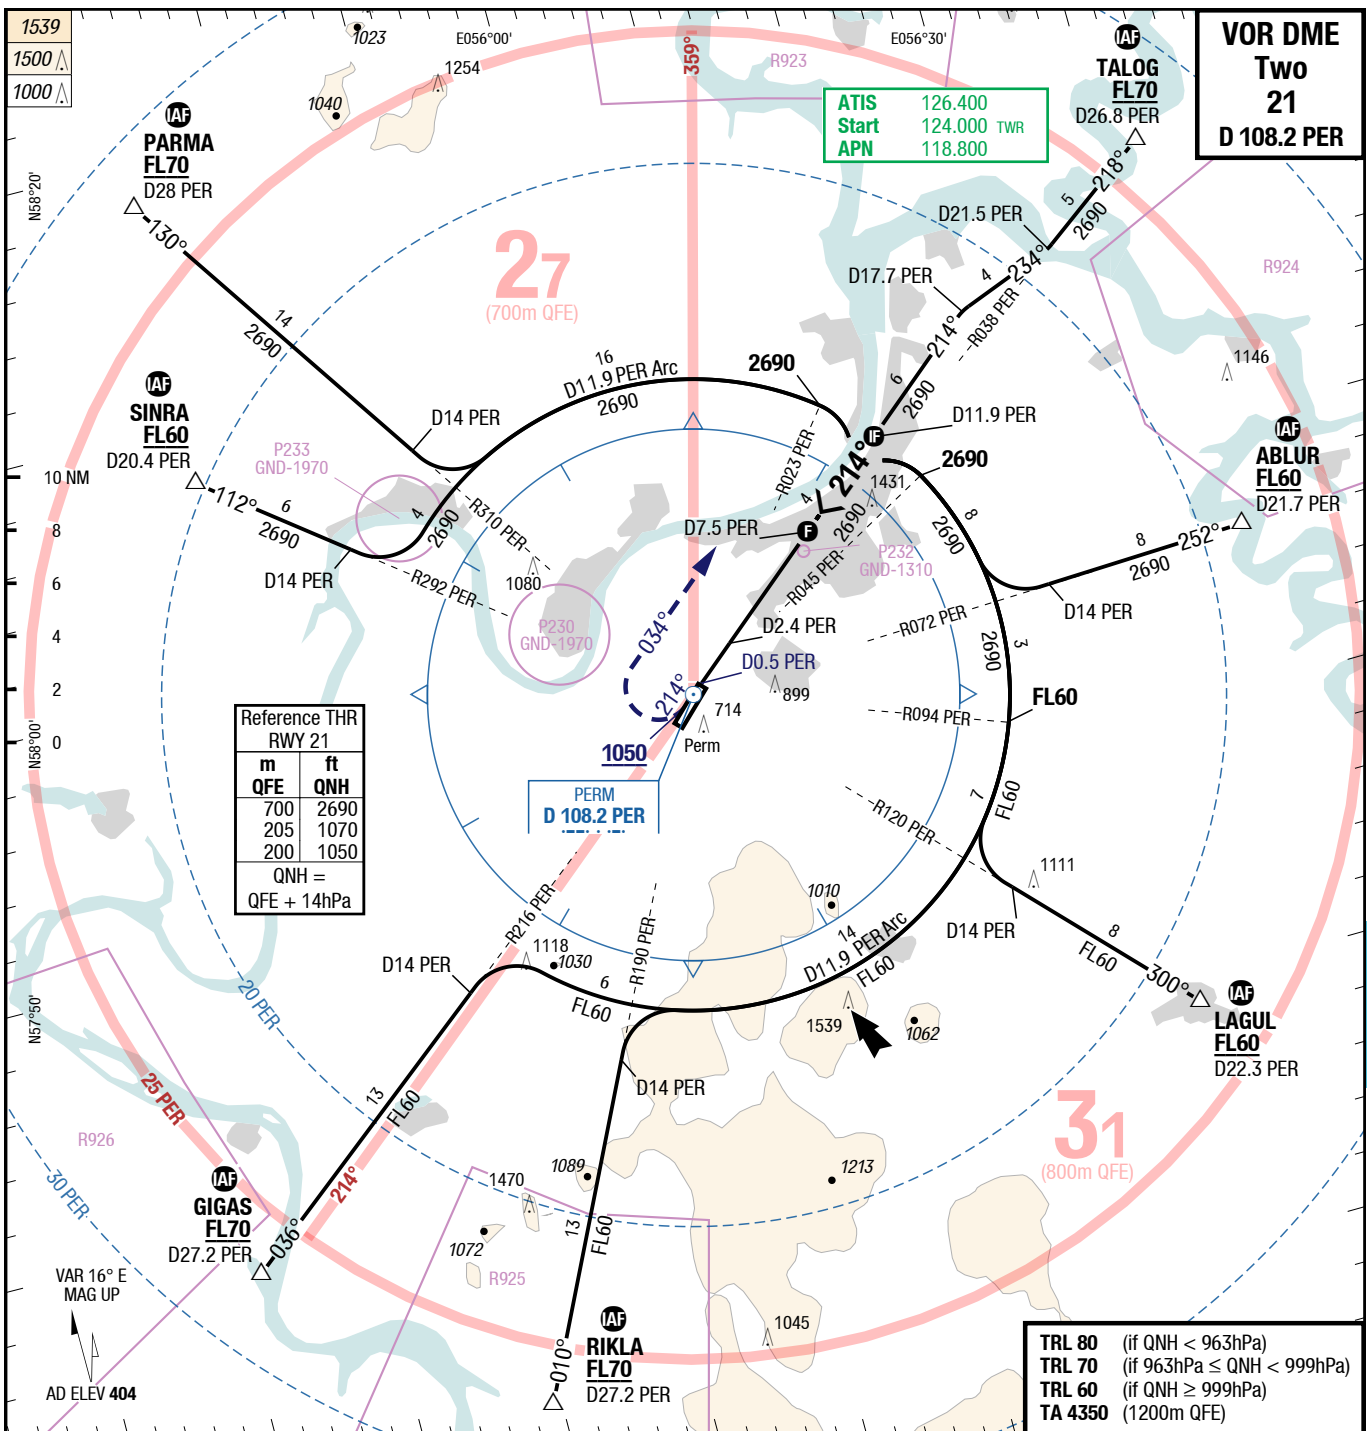 1539
1500
1000
1023
E056°00'
1254
1040
359°
E056°30'
R923
IAF
TALOG
FL70
D26.8 PER
VOR DME
Two
21
D 108.2 PER
ATIS 126.400
Start 124.000 TWR
APN 118.800
IAF
PARMA
FL70
D28 PER
N58°20'
130°
218°
5
2690
D21.5 PER
234°
4
D17.7 PER
R038 PER
214°
6
2690
R924
27
(700m QFE)
14
2690
16
D11.9 PER Arc
2690
2690
1146
IAF
SINRA
FL60
D20.4 PER
D14 PER
D11.9 PER
IF
IAF
ABLUR
FL60
D21.7 PER
P233
GND-1970
10 NM
112°
6
2690
4
2690
R310 PER
R023 PER
214°
4
2690
1431
2690
8
2690
D7.5 PER
F
P232
GND-1310
R045 PER
252°
8
2690
8
D14 PER
R292 PER
1080
D14 PER
R072 PER
6
P230
GND-1970
034°
D2.4 PER
3
2690
4
D0.5 PER
2
214°
899
714
R094 PER
FL60
N58°00'
0
1050
Perm
Reference THR
RWY 21
m ft
QFE QNH
700 2690
205 1070
200 1050
QNH =
QFE + 14hPa
PERM
D 108.2 PER
7
FL60
R120 PER
1111
1010
D14 PER
8
FL60
300°
IAF
LAGUL
FL60
D22.3 PER
R216 PER
R190 PER
14
D11.9 PER Arc
FL60
D14 PER
1118
1030
6
FL60
1539
1062
N57°50'
20 PER
D14 PER
13
FL60
25 PER
R926
31
(800m QFE)
30 PER
IAF
GIGAS
FL70
D27.2 PER
214°
036°
1089
1470
1213
1072
13
FL60
R925
VAR 16° E
MAG UP
AD ELEV 404
IAF
RIKLA
FL70
D27.2 PER
010°
1045
TRL 80 (if QNH < 963hPa)
TRL 70 (if 963hPa ≤ QNH < 999hPa)
TRL 60 (if QNH ≥ 999hPa)
TA 4350 (1200m QFE)